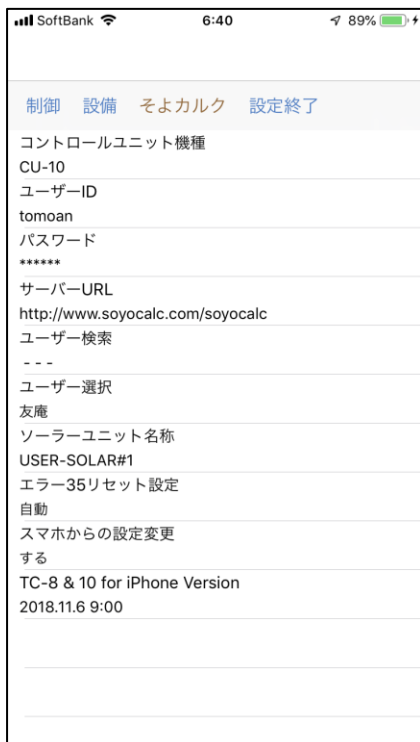 SoftBank 6:40 89%
制御 設備 そよカルク 設定終了
コントロールユニット機種
CU-10
ユーザーID
tomoan
パスワード
******
サーバーURL
http://www.soyocalc.com/soyocalc
ユーザー検索
- - -
ユーザー選択
友庵
ソーラーユニット名称
USER-SOLAR#1
エラー35リセット設定
自動
スマホからの設定変更
する
TC-8 & 10 for iPhone Version
2018.11.6 9:00